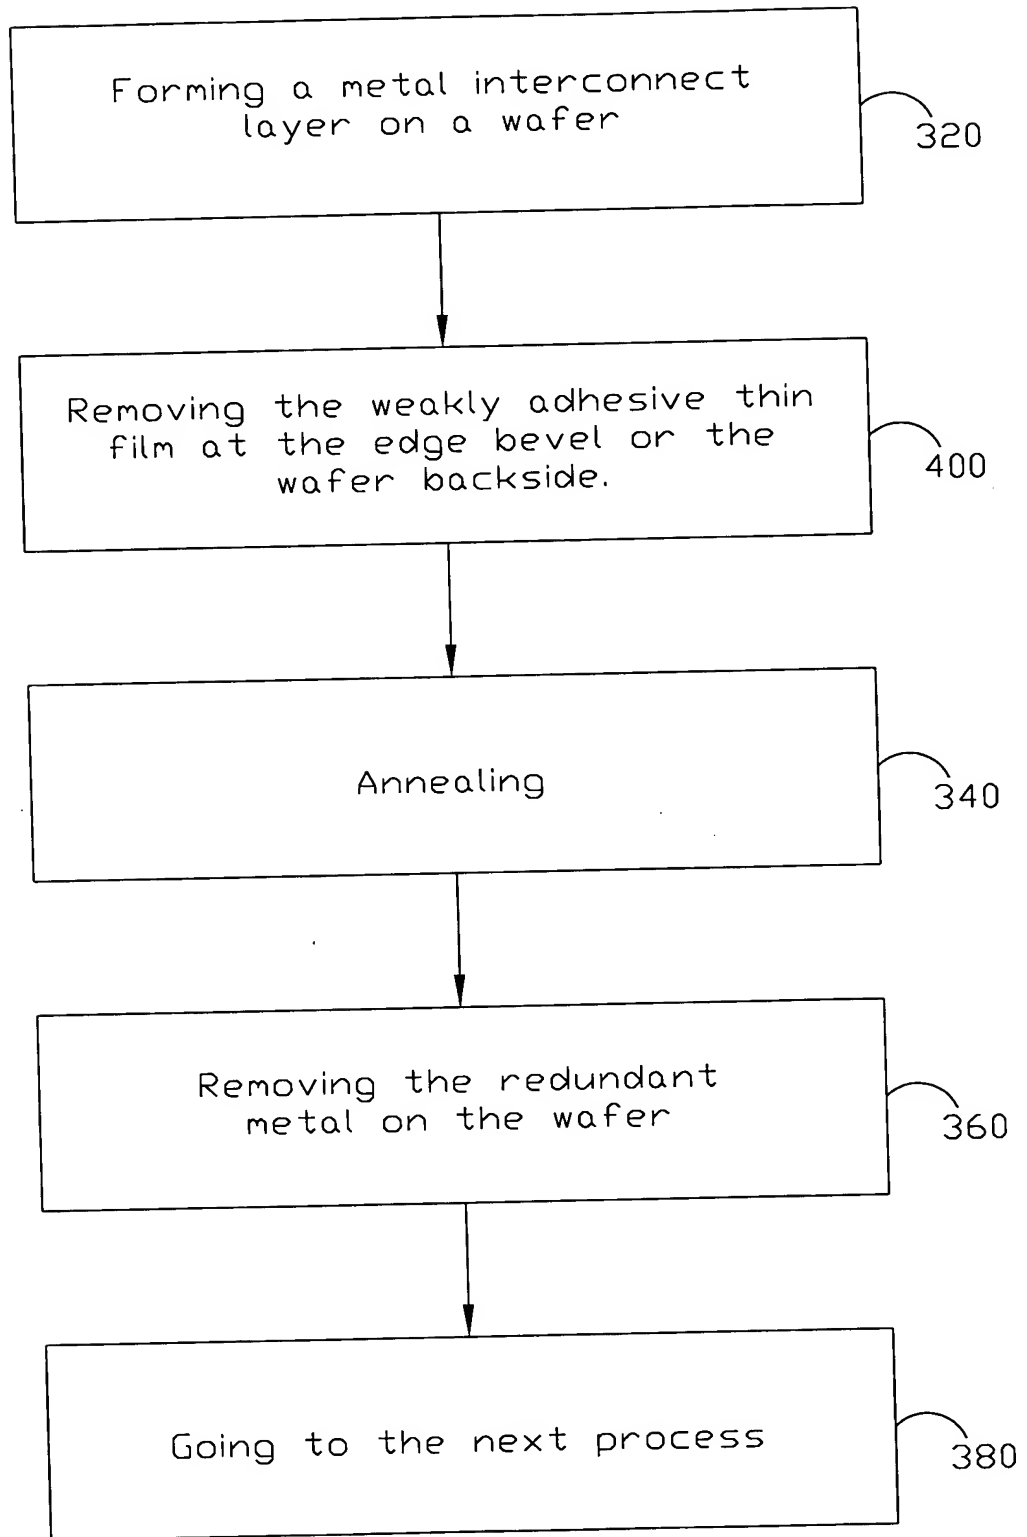 Forming a metal interconnect
layer on a wafer
320
Removing the weakly adhesive thin
film at the edge bevel or the
wafer backside.
400
Annealing
340
Removing the redundant
metal on the wafer
360
Going to the next process
380